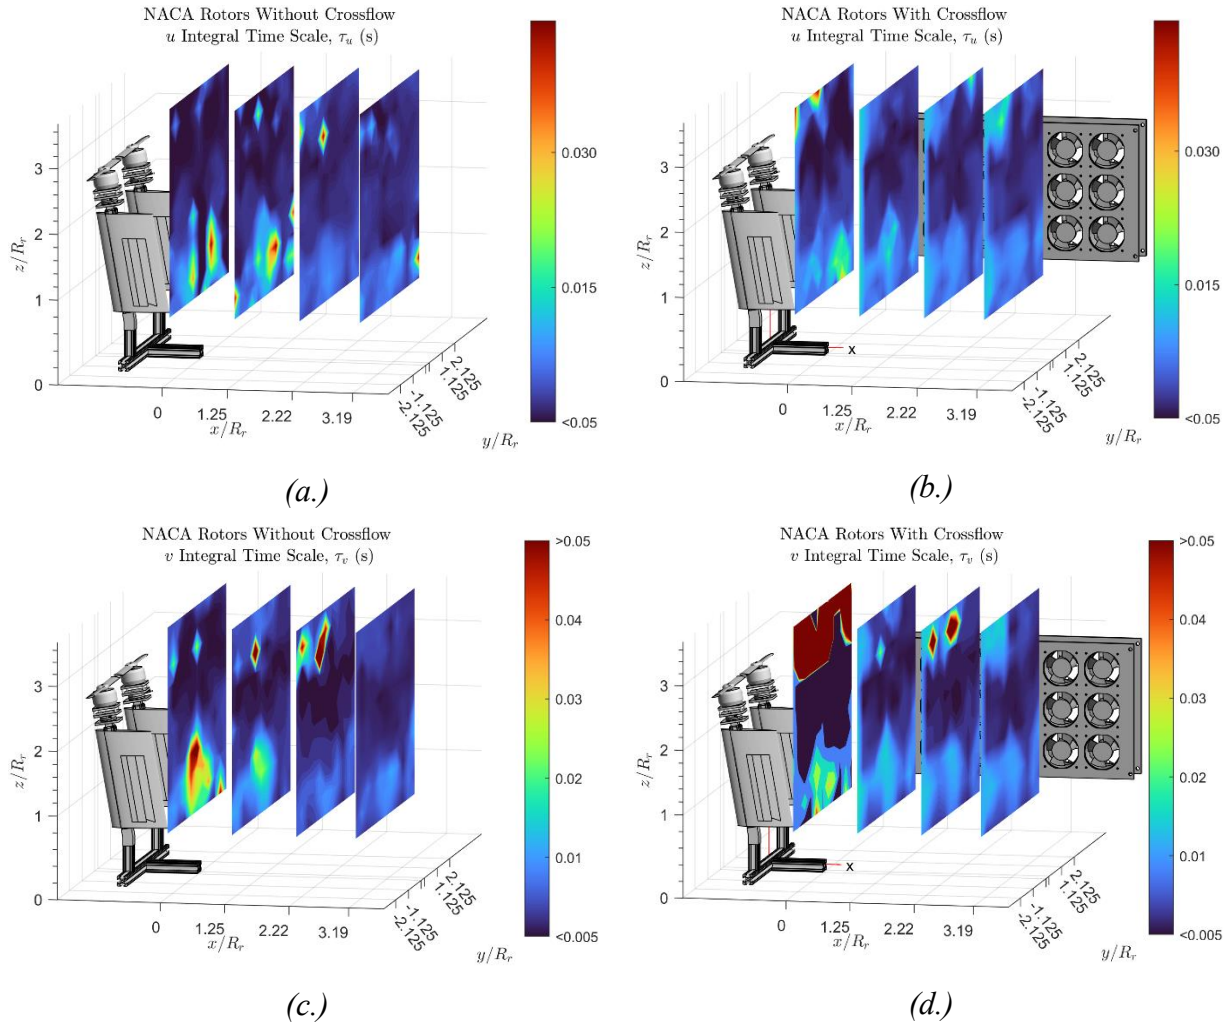 NACA Rotors Without Crossflow
u Integral Time Scale, τu (s)
0.030
0.015
<0.05
3
2
1
0
z/Rr
0
1.25
2.22
3.19
x/Rr
-2.125
-1.125
1.125
2.125
y/Rr
(a.)
NACA Rotors With Crossflow
u Integral Time Scale, τu (s)
0.030
0.015
<0.05
3
2
1
0
z/Rr
x
0
1.25
2.22
3.19
x/Rr
-2.125
-1.125
1.125
2.125
y/Rr
(b.)
NACA Rotors Without Crossflow
v Integral Time Scale, τv (s)
>0.05
0.04
0.03
0.02
0.01
<0.005
3
2
1
0
z/Rr
0
1.25
2.22
3.19
x/Rr
-2.125
-1.125
1.125
2.125
y/Rr
(c.)
NACA Rotors With Crossflow
v Integral Time Scale, τv (s)
>0.05
0.04
0.03
0.02
0.01
<0.005
3
2
1
0
z/Rr
x
0
1.25
2.22
3.19
x/Rr
-2.125
-1.125
1.125
2.125
y/Rr
(d.)